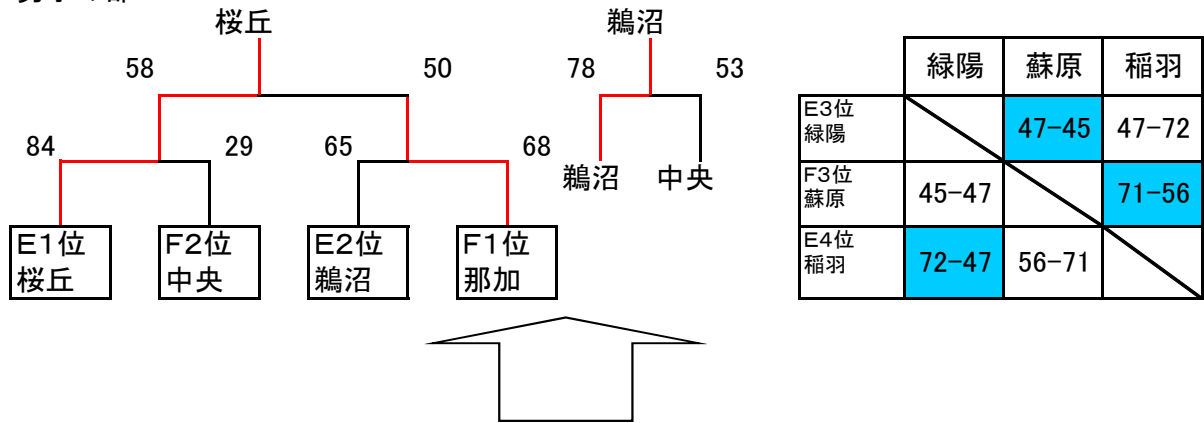 桜丘
鵜沼
58
50
78
53
84
29
65
68
鵜沼
中央
E1位
桜丘
F2位
中央
E2位
鵜沼
F1位
那加
緑陽 蘇原 稲羽
E3位
緑陽
47-45 47-72
F3位
蘇原
45-47 71-56
E4位
稲羽
72-47 56-71